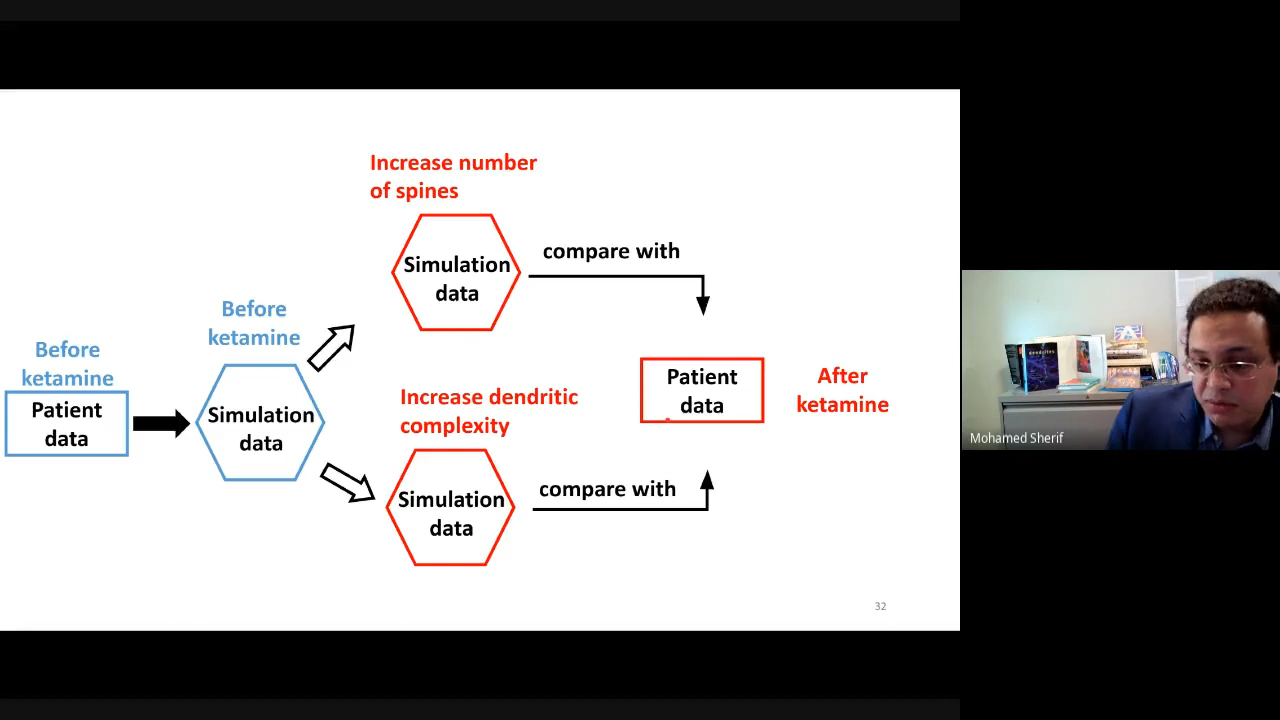 Increase number
of spines
Simulation
data
compare with
Before
ketamine
Before
ketamine
Patient
data
Simulation
data
Patient
data
After
ketamine
Increase dendritic
complexity
Simulation
data
compare with
32
Mohamed Sherif